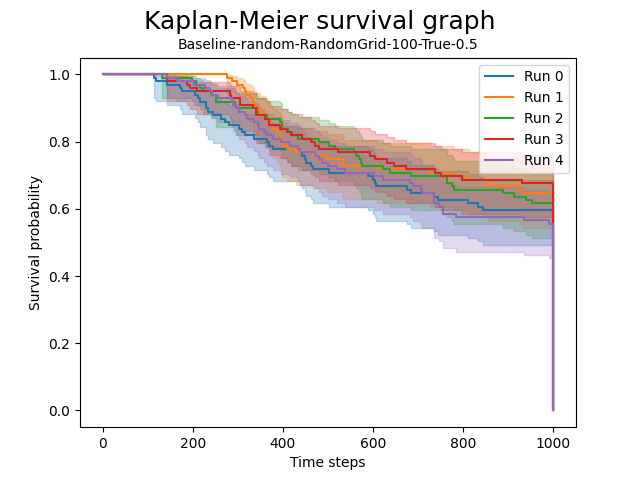 Kaplan-Meier survival graph
Baseline-random-RandomGrid-100-True-0.5
Run 0
Run 1
Run 2
Run 3
Run 4
Survival probability
1.0
0.8
0.6
0.4
0.2
0.0
0 200 400 600 800 1000
Time steps